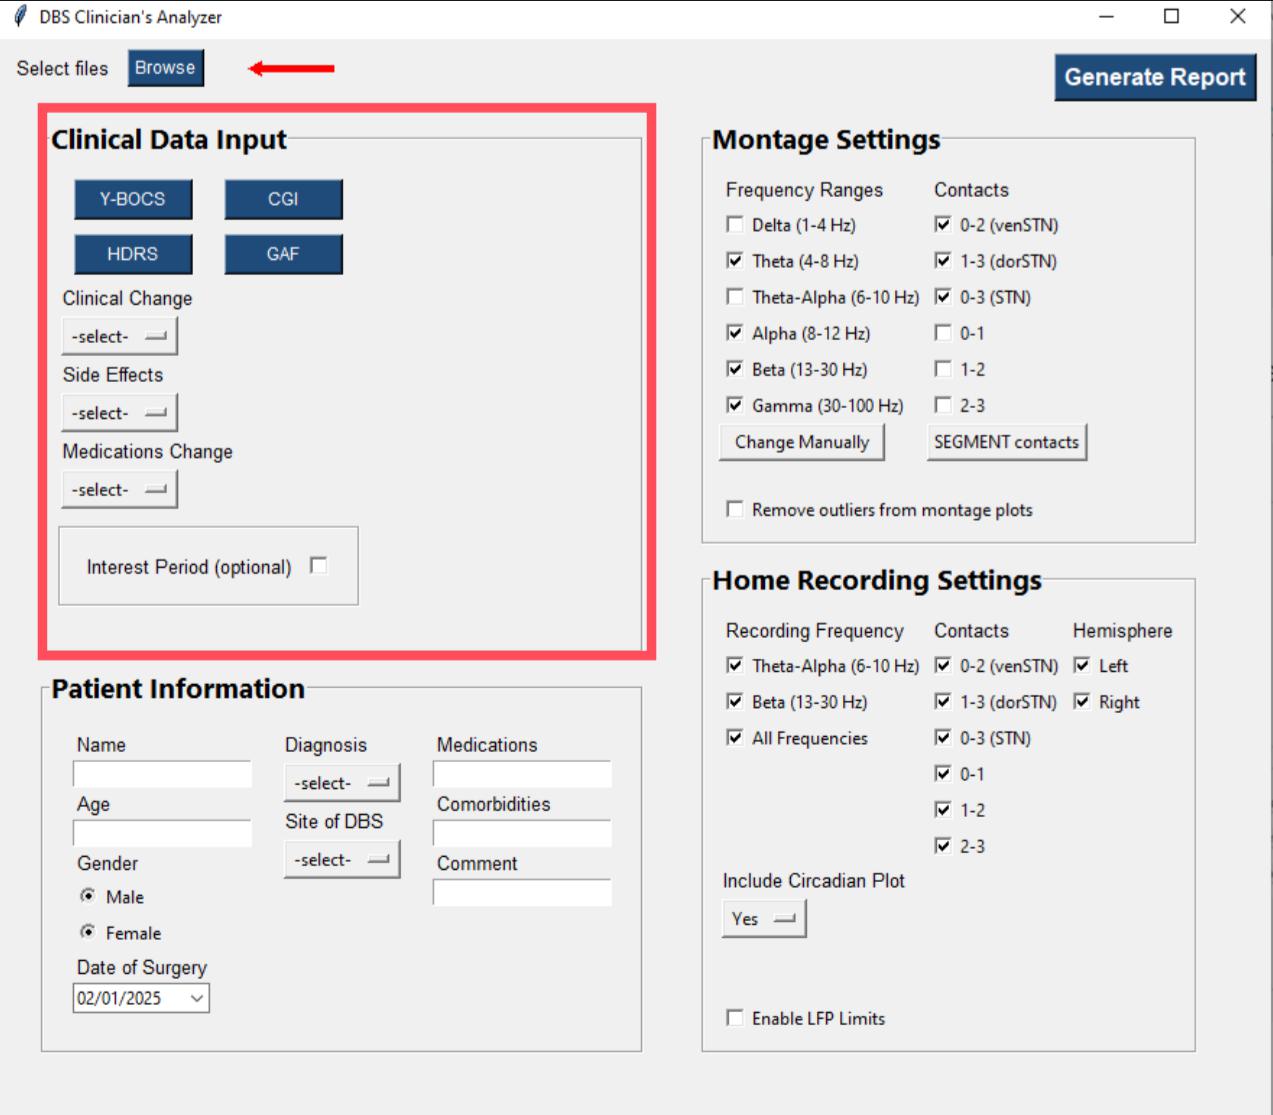 DBS Clinician's Analyzer
Select files Browse
Generate Report
Clinical Data Input
Y-BOCS CGI
HDRS GAF
Clinical Change
-select-
Side Effects
-select-
Medications Change
-select-
Interest Period (optional)
Montage Settings
Frequency Ranges Contacts
Delta (1-4 Hz) 0-2 (venSTN)
Theta (4-8 Hz) 1-3 (dorSTN)
Theta-Alpha (6-10 Hz) 0-3 (STN)
Alpha (8-12 Hz) 0-1
Beta (13-30 Hz) 1-2
Gamma (30-100 Hz) 2-3
Change Manually SEGMENT contacts
Remove outliers from montage plots
Patient Information
Name Diagnosis Medications
-select-
Age Comorbidities
Site of DBS
-select-
Gender Comment
Male
Female
Date of Surgery
02/01/2025
Home Recording Settings
Recording Frequency Contacts Hemisphere
Theta-Alpha (6-10 Hz) 0-2 (venSTN) Left
Beta (13-30 Hz) 1-3 (dorSTN) Right
All Frequencies 0-3 (STN)
0-1
1-2
2-3
Include Circadian Plot
Yes
Enable LFP Limits